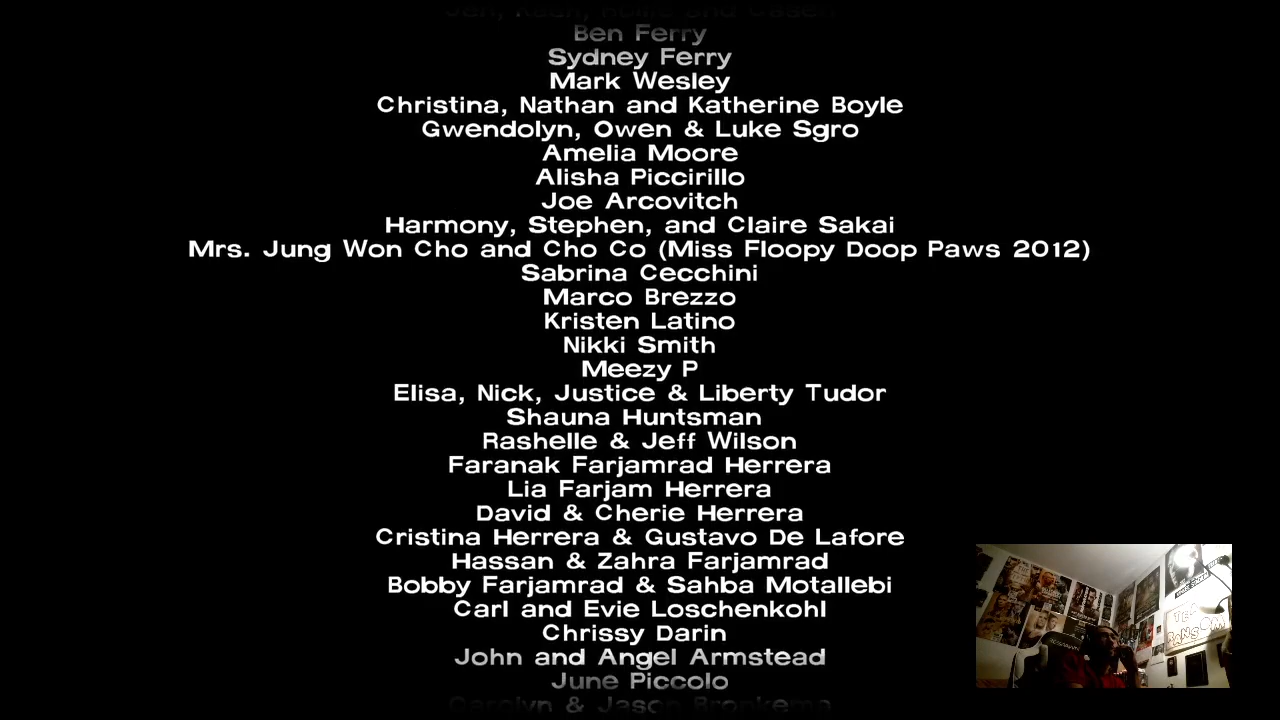 Ben Ferry
Sydney Ferry
Mark Wesley
Christina, Nathan and Katherine Boyle
Gwendolyn, Owen & Luke Sgro
Amelia Moore
Alisha Piccirillo
Joe Arcovitch
Harmony, Stephen, and Claire Sakai
Mrs. Jung Won Cho and Cho Co (Miss Floopy Doop Paws 2012)
Sabrina Cecchini
Marco Brezzo
Kristen Latino
Nikki Smith
Meezy P
Elisa, Nick, Justice & Liberty Tudor
Shauna Huntsman
Rashelle & Jeff Wilson
Faranak Farjamrad Herrera
Lia Farjam Herrera
David & Cherie Herrera
Cristina Herrera & Gustavo De Lafore
Hassan & Zahra Farjamrad
Bobby Farjamrad & Sahba Motallebi
Carl and Evie Loschenkohl
Chrissy Darin
John and Angel Armstead
June Piccolo
Carolyn & Jason Bronkema